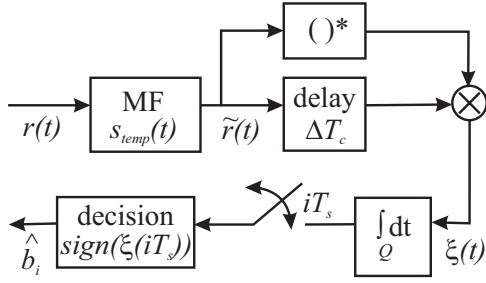 ( )*
MF
s_temp(t)
delay
ΔT_c
r(t)
r̃(t)
decision
sign(ξ(iT_s))
iT_s
∫dt
Q
ξ(t)
b̂_i